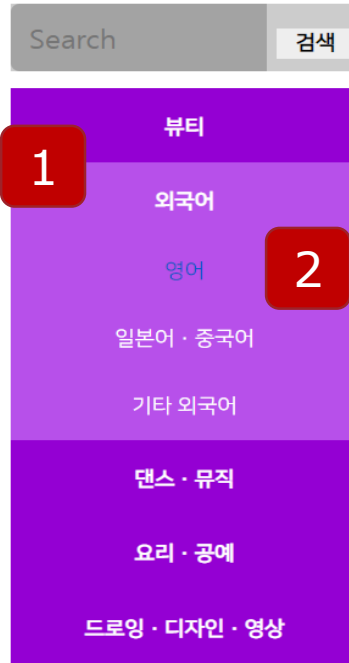 Search 검색
뷰티
1
외국어
영어
2
일본어 · 중국어
기타 외국어
댄스 · 뮤직
요리 · 공예
드로잉 · 디자인 · 영상